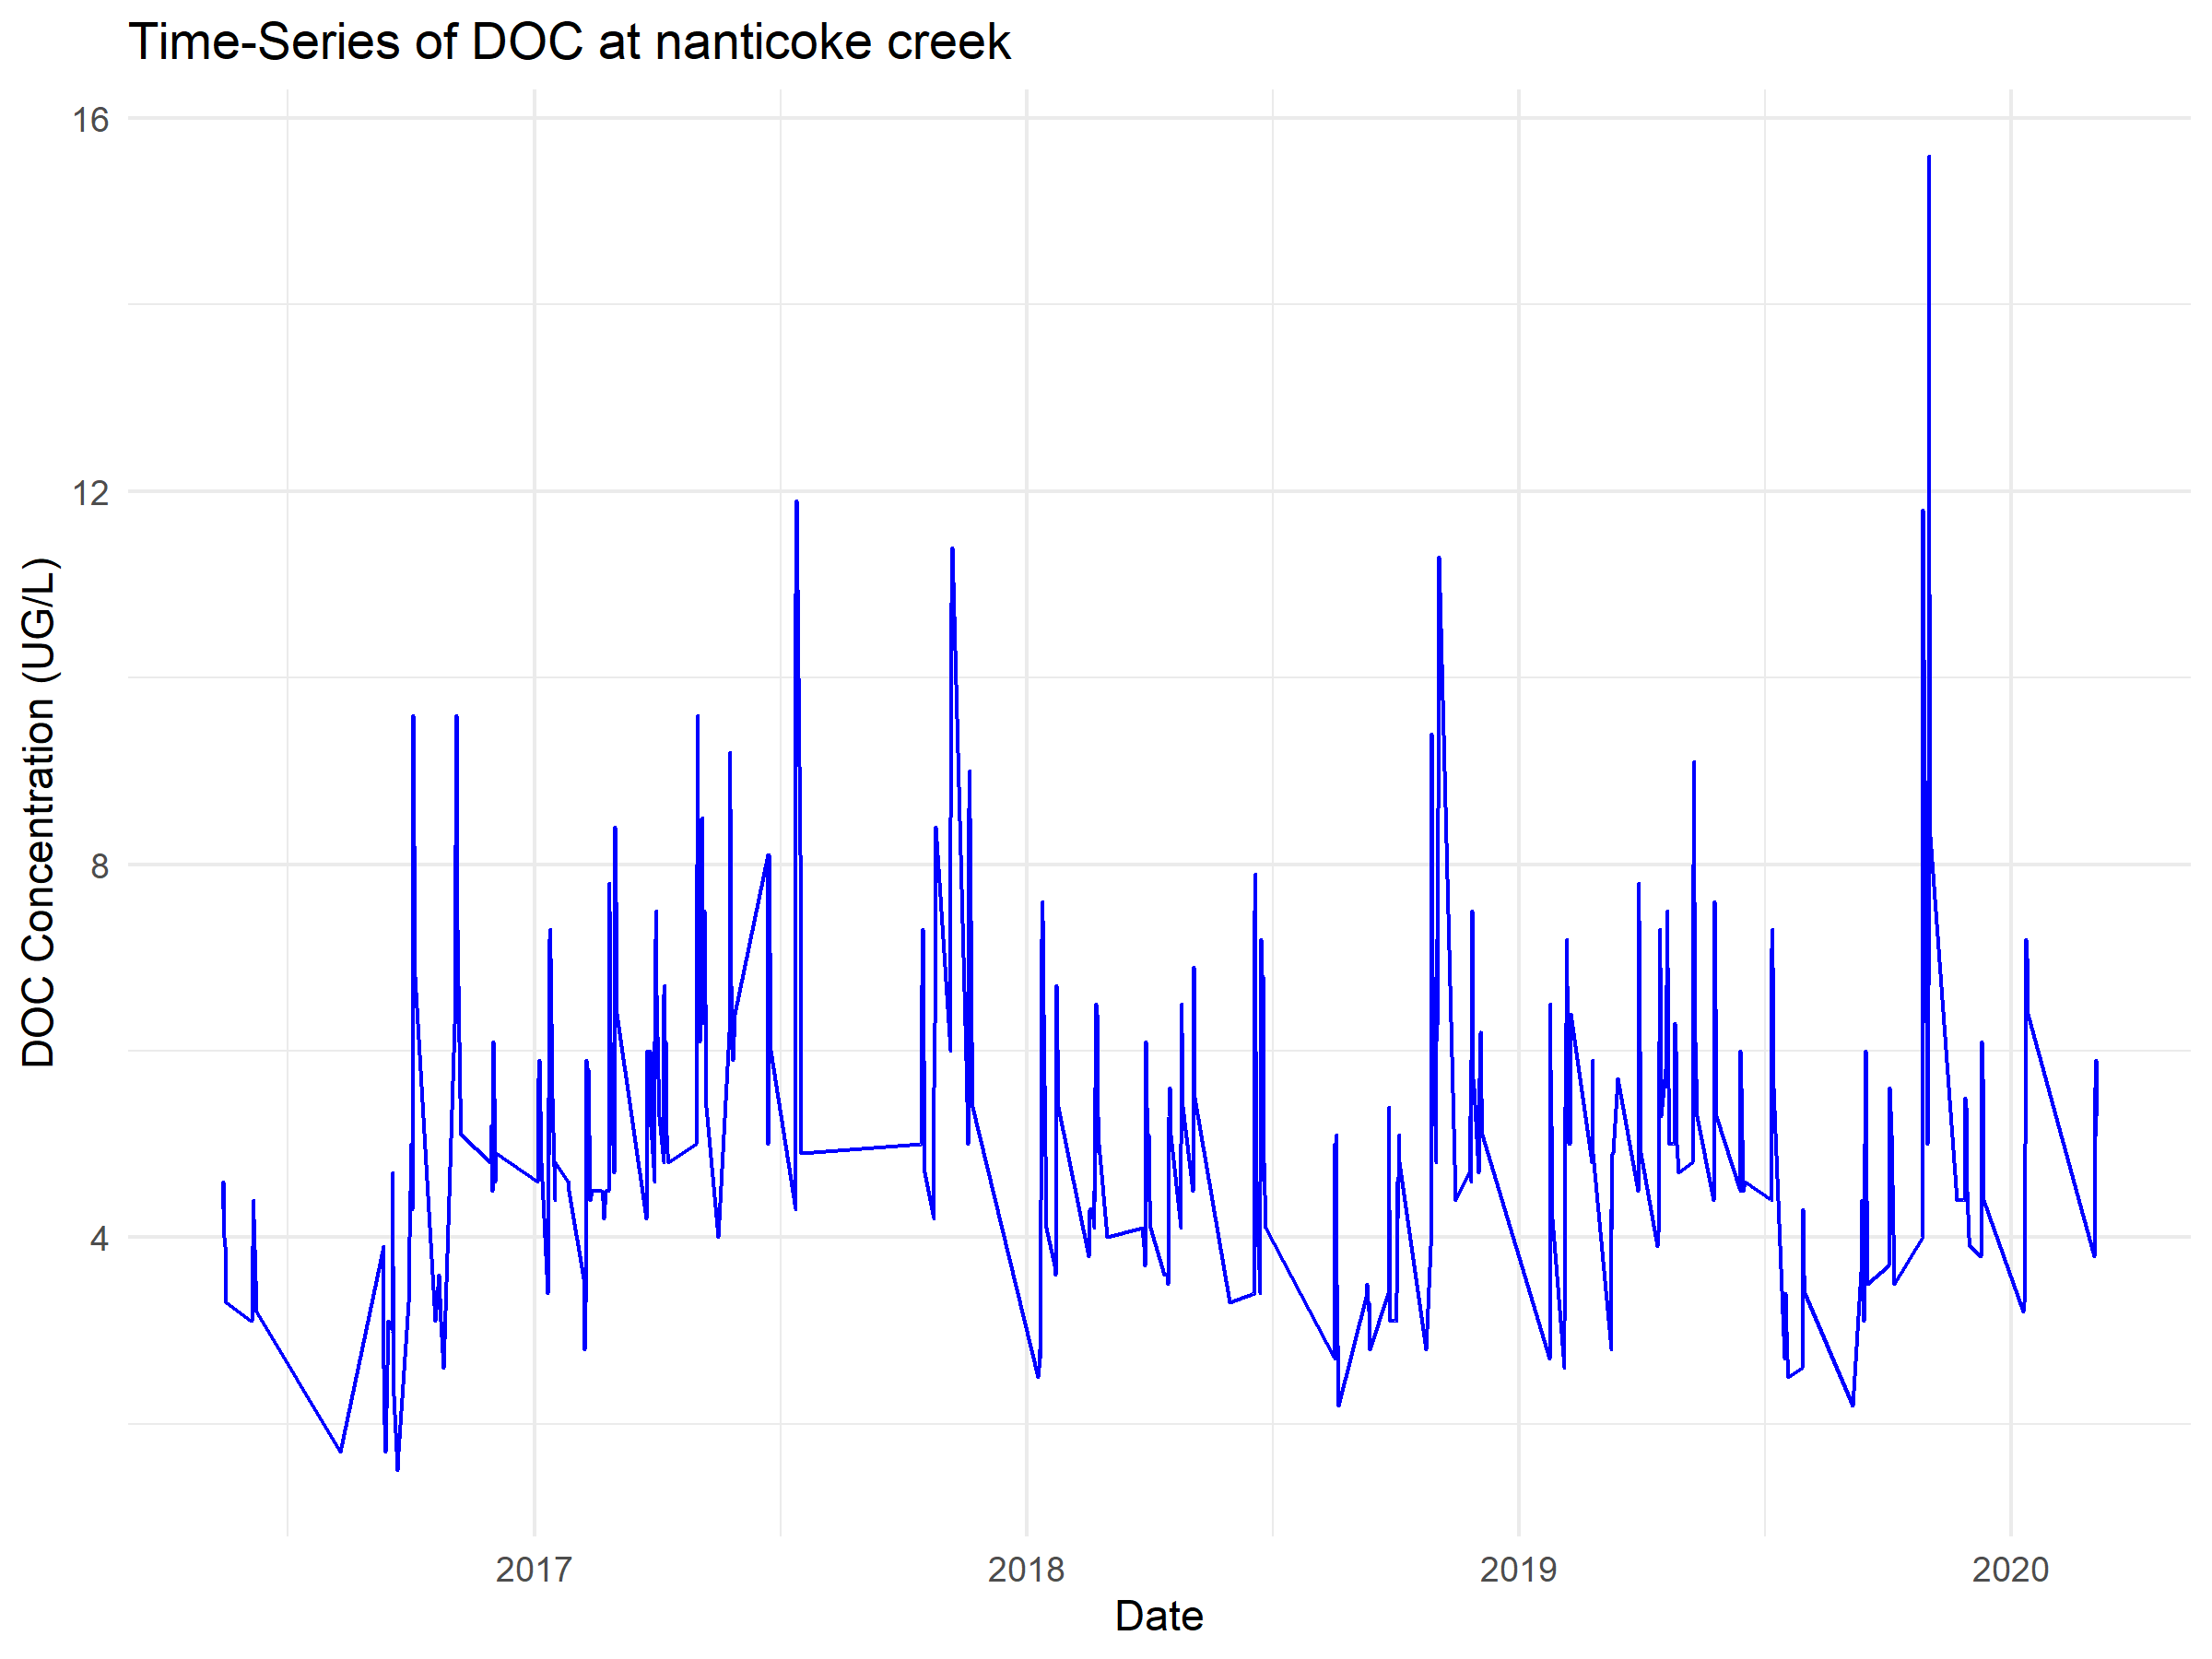 Time-Series of DOC at nanticoke creek
16
12
8
4
DOC Concentration (UG/L)
2017
2018
2019
2020
Date